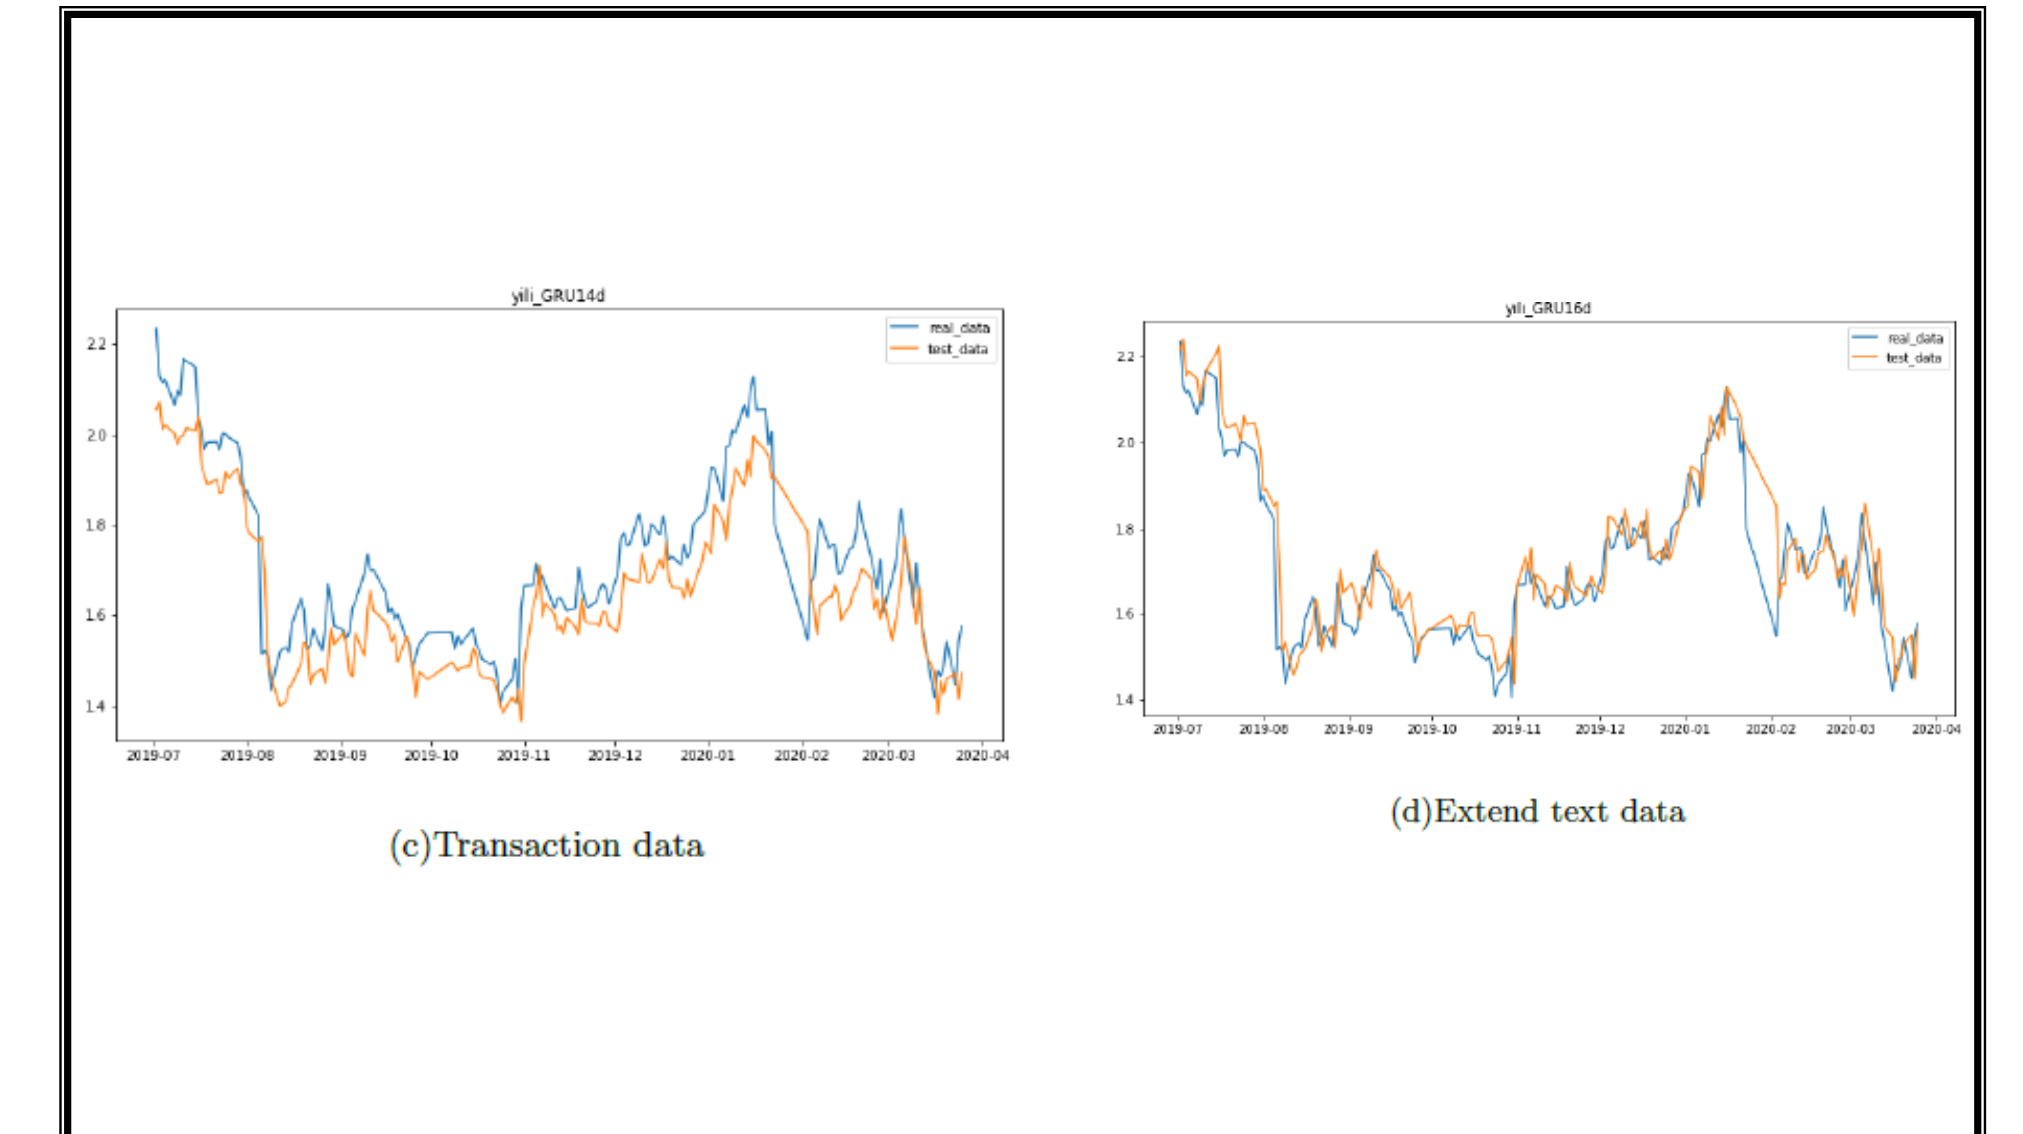 yili_GRU14d
real_data
test_data
2.2
2.0
1.8
1.6
1.4
2019-07 2019-08 2019-09 2019-10 2019-11 2019-12 2020-01 2020-02 2020-03 2020-04
(c)Transaction data
yili_GRU16d
real_data
test_data
2.2
2.0
1.8
1.6
1.4
2019-07 2019-08 2019-09 2019-10 2019-11 2019-12 2020-01 2020-02 2020-03 2020-04
(d)Extend text data